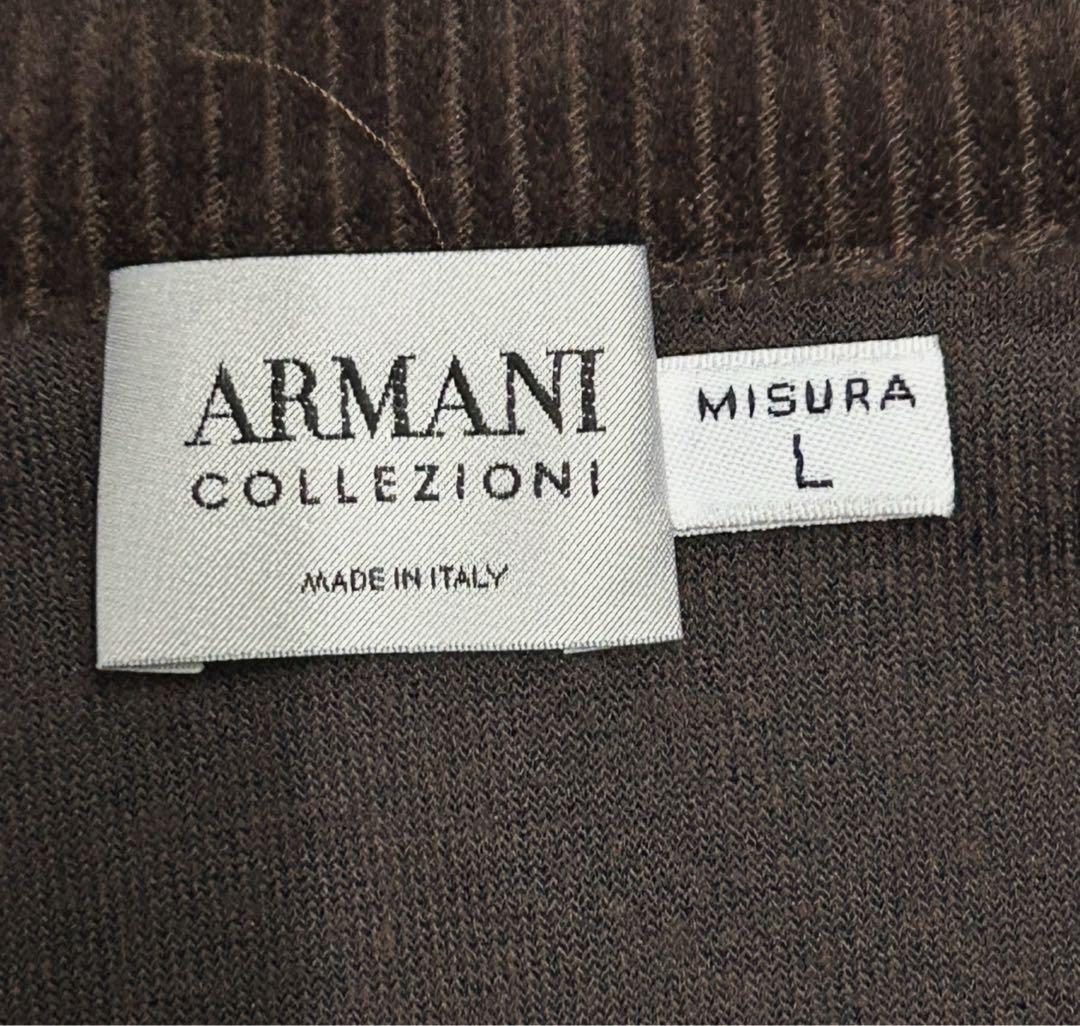 ARMANI
COLLEZIONI
MADE IN ITALY
MISURA
L